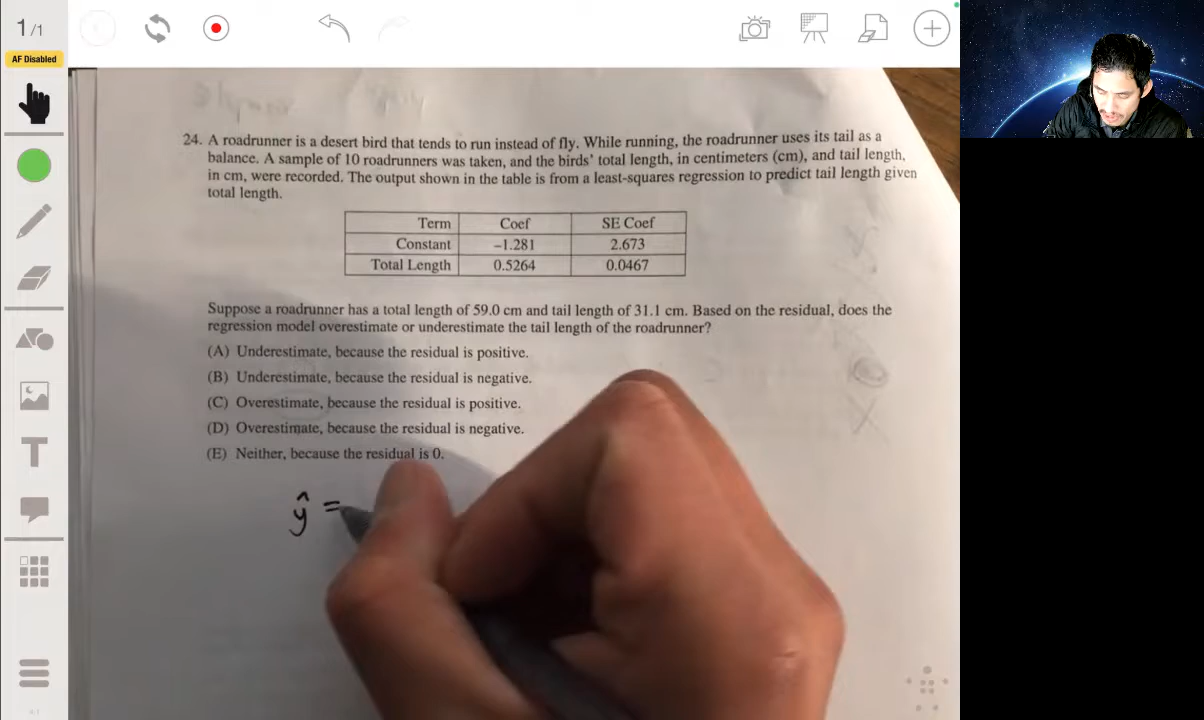 1/1
AF Disabled
24. A roadrunner is a desert bird that tends to run instead of fly. While running, the roadrunner uses its tail as a
balance. A sample of 10 roadrunners was taken, and the birds' total length, in centimeters (cm), and tail length,
in cm, were recorded. The output shown in the table is from a least-squares regression to predict tail length given
total length.
Term Coef SE Coef
Constant −1.281 2.673
Total Length 0.5264 0.0467
Suppose a roadrunner has a total length of 59.0 cm and tail length of 31.1 cm. Based on the residual, does the
regression model overestimate or underestimate the tail length of the roadrunner?
(A) Underestimate, because the residual is positive.
(B) Underestimate, because the residual is negative.
(C) Overestimate, because the residual is positive.
(D) Overestimate, because the residual is negative.
(E) Neither, because the residual is 0.
ŷ =
T